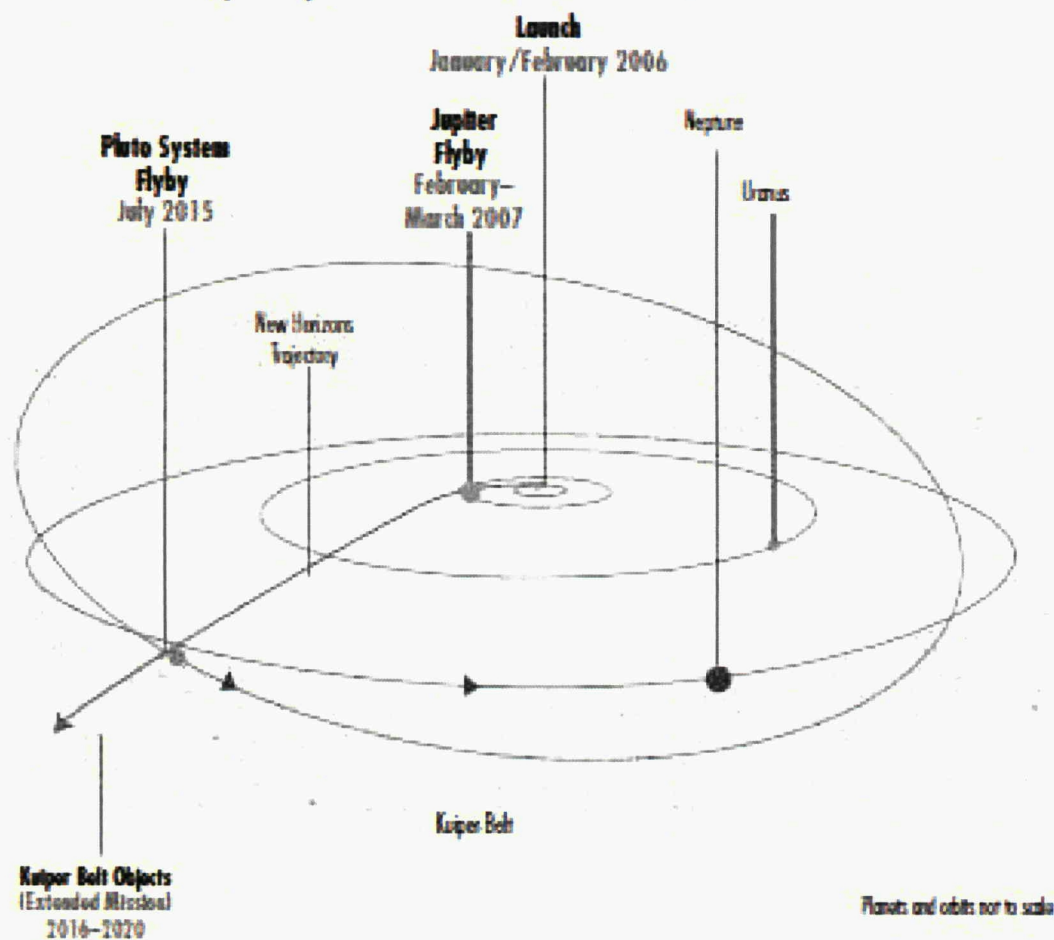 Launch
January/February 2006
Jupiter
Flyby
February–
March 2007
Neptune
Pluto System
Flyby
July 2015
Uranus
New Horizons
Trajectory
Kuiper Belt
Kuiper Belt Objects
(Extended Mission)
2016–2020
Planets and orbits not to scale